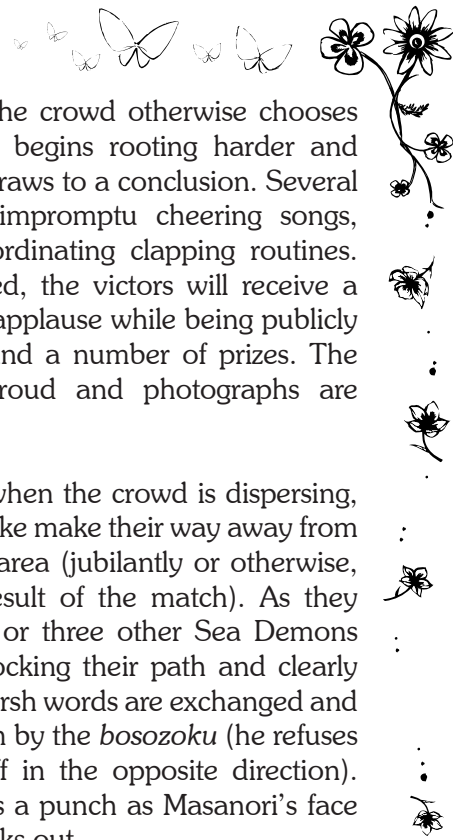 he crowd otherwise chooses
begins rooting harder and
raws to a conclusion. Several
impromptu cheering songs,
ordinating clapping routines.
ed, the victors will receive a
applause while being publicly
nd a number of prizes. The
roud and photographs are
when the crowd is dispersing,
ke make their way away from
area (jubilantly or otherwise,
esult of the match). As they
or three other Sea Demons
ocking their path and clearly
rsh words are exchanged and
n by the bosozoku (he refuses
f in the opposite direction).
s a punch as Masanori's face
ks out